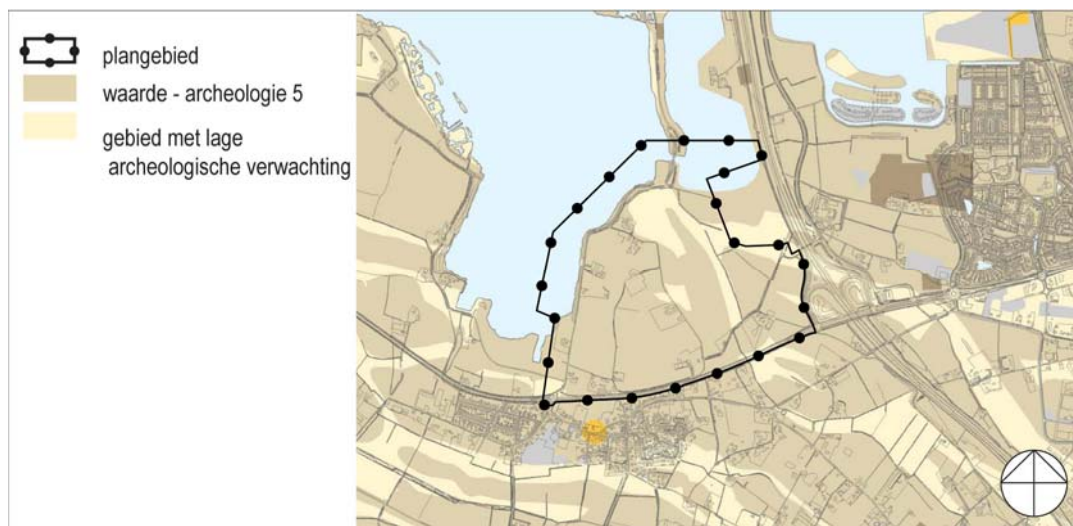 plangebied
waarde - archeologie 5
gebied met lage
archeologische verwachting